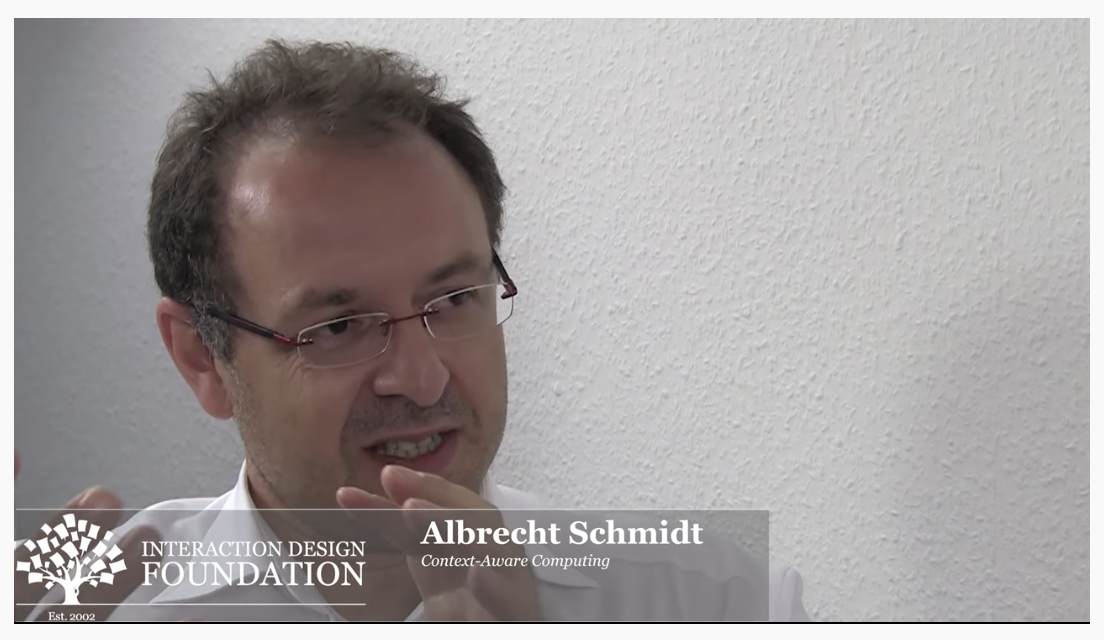 INTERACTION DESIGN
FOUNDATION
Est. 2002
Albrecht Schmidt
Context-Aware Computing